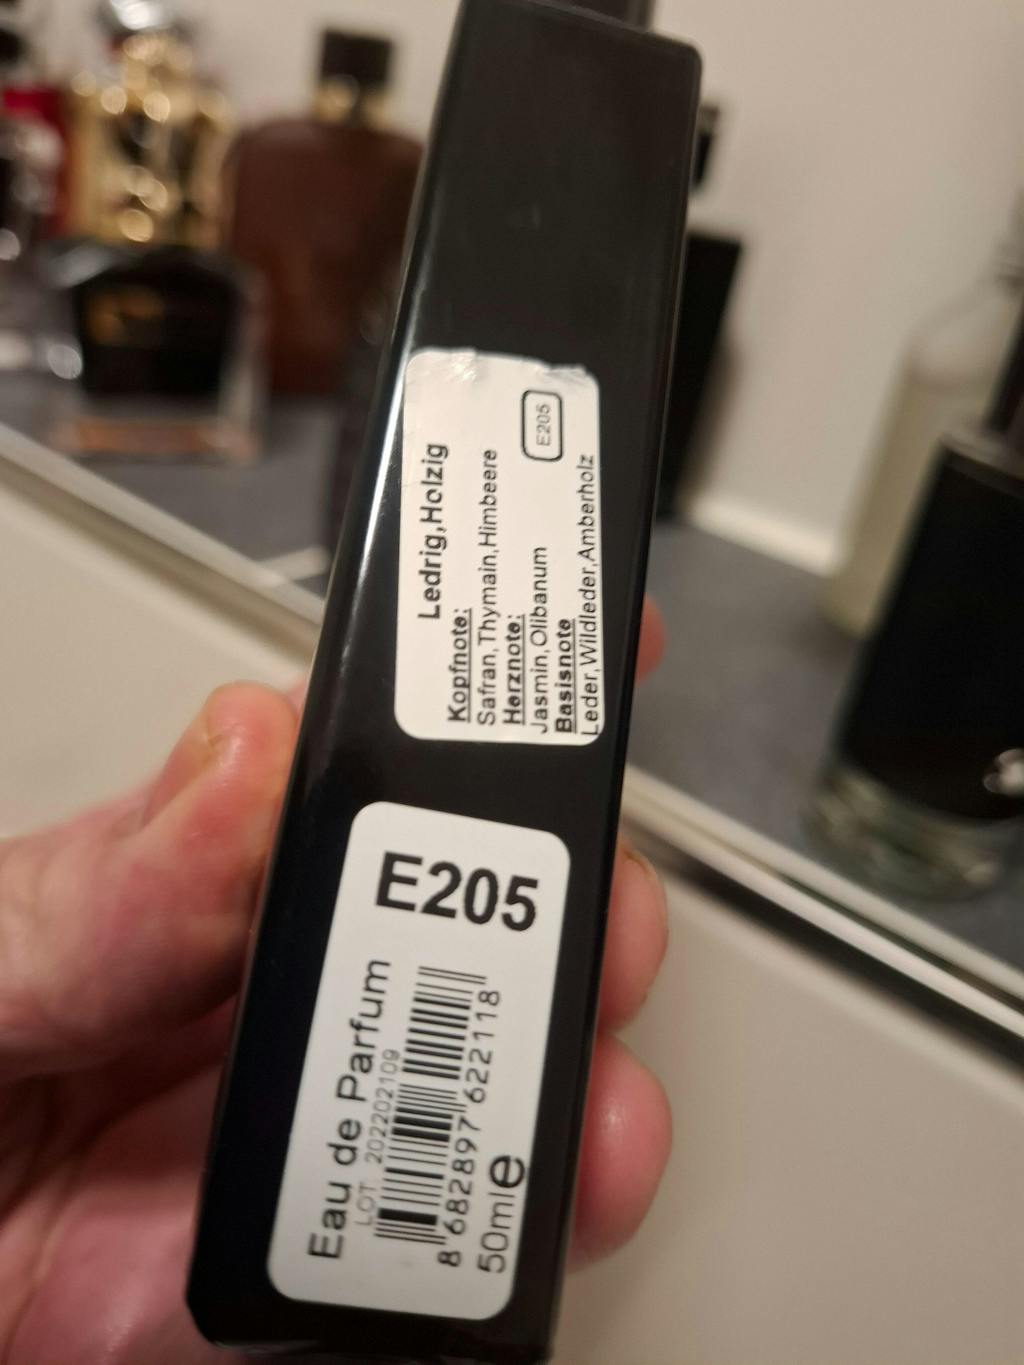 Ledrig,Holzig
Kopfnote:
Safran,Thymain,Himbeere
Herznote:
Jasmin,Olibanum
Basisnote
Leder,Wildleder,Amberholz
E205
E205
Eau de Parfum
LOT: 202202109
8 682897 622118
50ml e